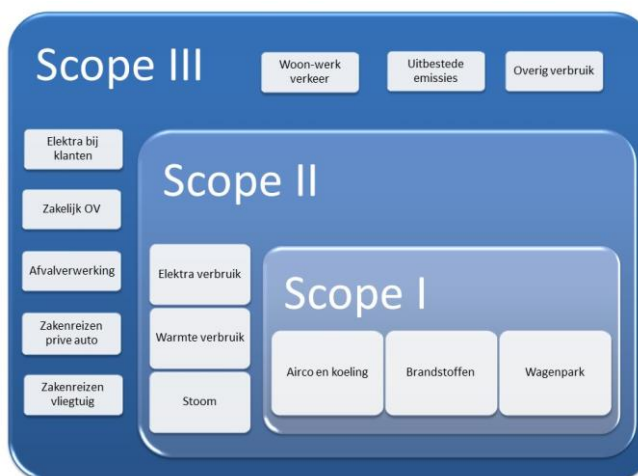 Scope III
Woon-werk
verkeer
Uitbestede
emissies
Overig verbruik
Elektra bij
klanten
Zakelijk OV
Afvalverwerking
Zakenreizen
prive auto
Zakenreizen
vliegtuig
Scope II
Elektra verbruik
Warmte verbruik
Stoom
Scope I
Airco en koeling
Brandstoffen
Wagenpark